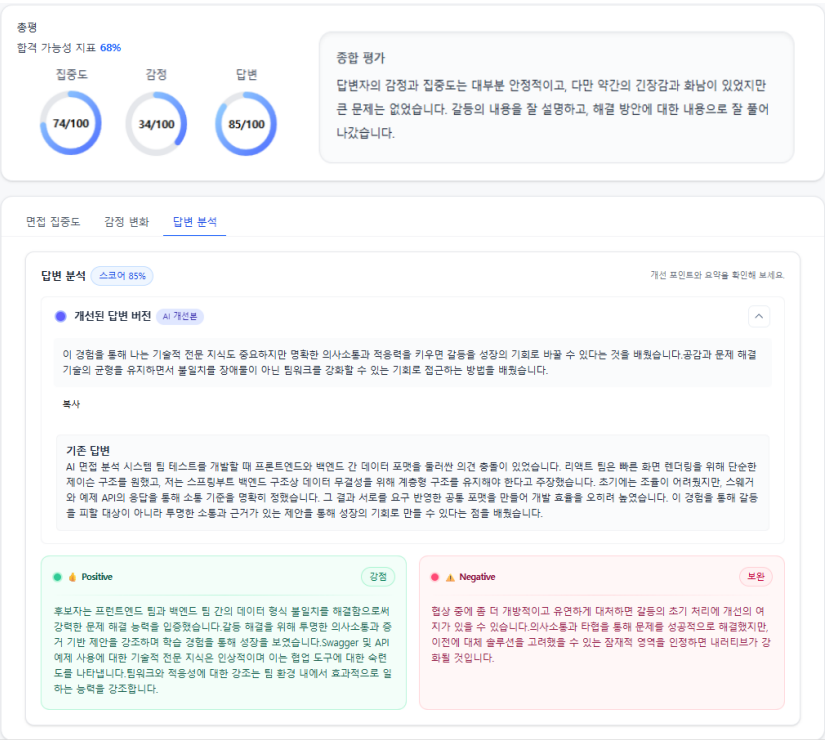 총평
합격 가능성 지표 68%
집중도 감정 답변
74/100 34/100 85/100
종합 평가
답변자의 감정과 집중도는 대부분 안정적이고, 다만 약간의 긴장감과 화남이 있었지만
큰 문제는 없었습니다. 갈등의 내용을 잘 설명하고, 해결 방안에 대한 내용으로 잘 풀어
나갔습니다.
면접 집중도 감정 변화 답변 분석
답변 분석 스코어 85% 개선 포인트와 요약을 확인해 보세요.
개선된 답변 버전 AI 개선본
이 경험을 통해 나는 기술적 전문 지식도 중요하지만 명확한 의사소통과 적응력을 키우면 갈등을 성장의 기회로 바꿀 수 있다는 것을 배웠습니다.공감과 문제 해결
기술의 균형을 유지하면서 불일치를 장애물이 아닌 팀워크를 강화할 수 있는 기회로 접근하는 방법을 배웠습니다.
복사
기존 답변
AI 면접 분석 시스템 팀 테스트를 개발할 때 프론트엔드와 백엔드 간 데이터 포맷을 둘러싼 의견 충돌이 있었습니다. 리액트 팀은 빠른 화면 렌더링을 위해 단순한
제이슨 구조를 원했고, 저는 스프링부트 백엔드 구조상 데이터 무결성을 위해 계층형 구조를 유지해야 한다고 주장했습니다. 초기에는 조율이 어려웠지만, 스웨거
와 예제 API의 응답을 통해 소통 기준을 명확히 정했습니다. 그 결과 서로를 요구 반영한 공통 포맷을 만들어 개발 효율을 오히려 높였습니다. 이 경험을 통해 갈등
을 피할 대상이 아니라 투명한 소통과 근거가 있는 제안을 통해 성장의 기회로 만들 수 있다는 점을 배웠습니다.
Positive 강점
후보자는 프런트엔드 팀과 백엔드 팀 간의 데이터 형식 불일치를 해결함으로써
강력한 문제 해결 능력을 입증했습니다.갈등 해결을 위해 투명한 의사소통과 증
거 기반 제안을 강조하며 학습 경험을 통해 성장을 보였습니다.Swagger 및 API
예제 사용에 대한 기술적 전문 지식은 인상적이며 이는 협업 도구에 대한 숙련
도를 나타냅니다.팀워크와 적응성에 대한 강조는 팀 환경 내에서 효과적으로 일
하는 능력을 강조합니다.
Negative 보완
협상 중에 좀 더 개방적이고 유연하게 대처하면 갈등의 초기 처리에 개선의 여
지가 있을 수 있습니다.의사소통과 타협을 통해 문제를 성공적으로 해결했지만,
이전에 대체 솔루션을 고려했을 수 있는 잠재적 영역을 인정하면 내러티브가 강
화될 것입니다.